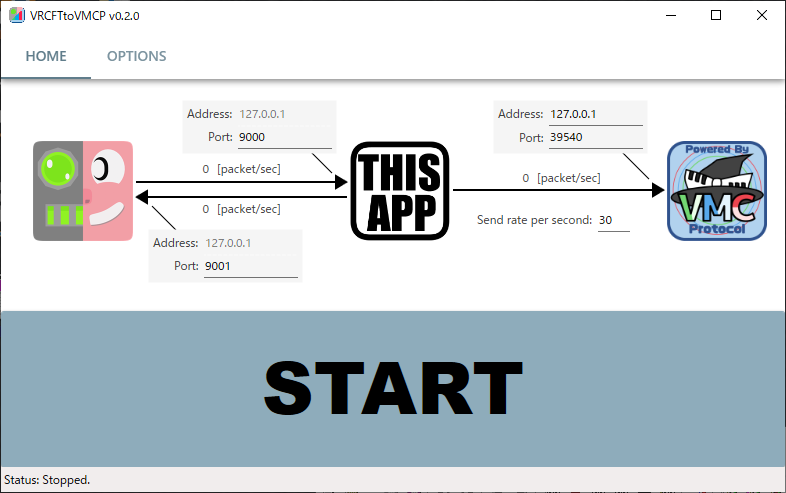 VRCFTtoVMCP v0.2.0
HOME OPTIONS
Address: 127.0.0.1
Port: 9000
0 [packet/sec]
0 [packet/sec]
Address: 127.0.0.1
Port: 9001
THIS
APP
Address: 127.0.0.1
Port: 39540
0 [packet/sec]
Send rate per second: 30
Powered By
VMC
Protocol
START
Status: Stopped.